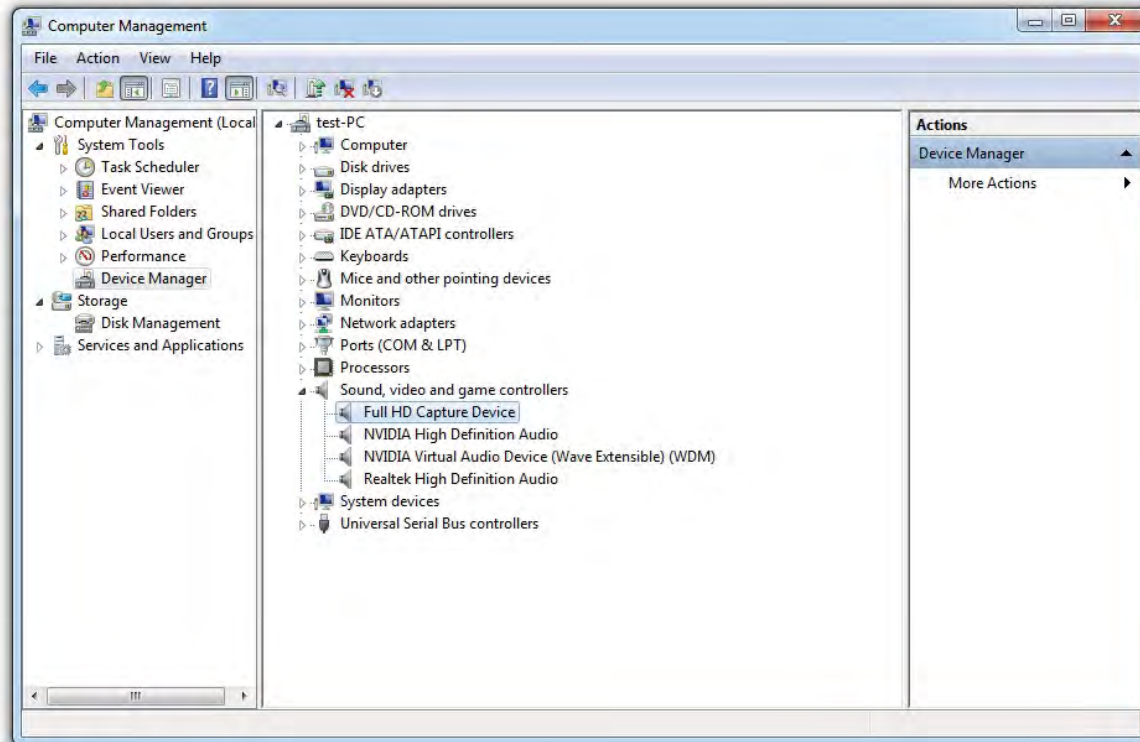 Computer Management
File Action View Help
Computer Management (Local
System Tools
Task Scheduler
Event Viewer
Shared Folders
Local Users and Groups
Performance
Device Manager
Storage
Disk Management
Services and Applications
test-PC
Computer
Disk drives
Display adapters
DVD/CD-ROM drives
IDE ATA/ATAPI controllers
Keyboards
Mice and other pointing devices
Monitors
Network adapters
Ports (COM & LPT)
Processors
Sound, video and game controllers
Full HD Capture Device
NVIDIA High Definition Audio
NVIDIA Virtual Audio Device (Wave Extensible) (WDM)
Realtek High Definition Audio
System devices
Universal Serial Bus controllers
Actions
Device Manager
More Actions